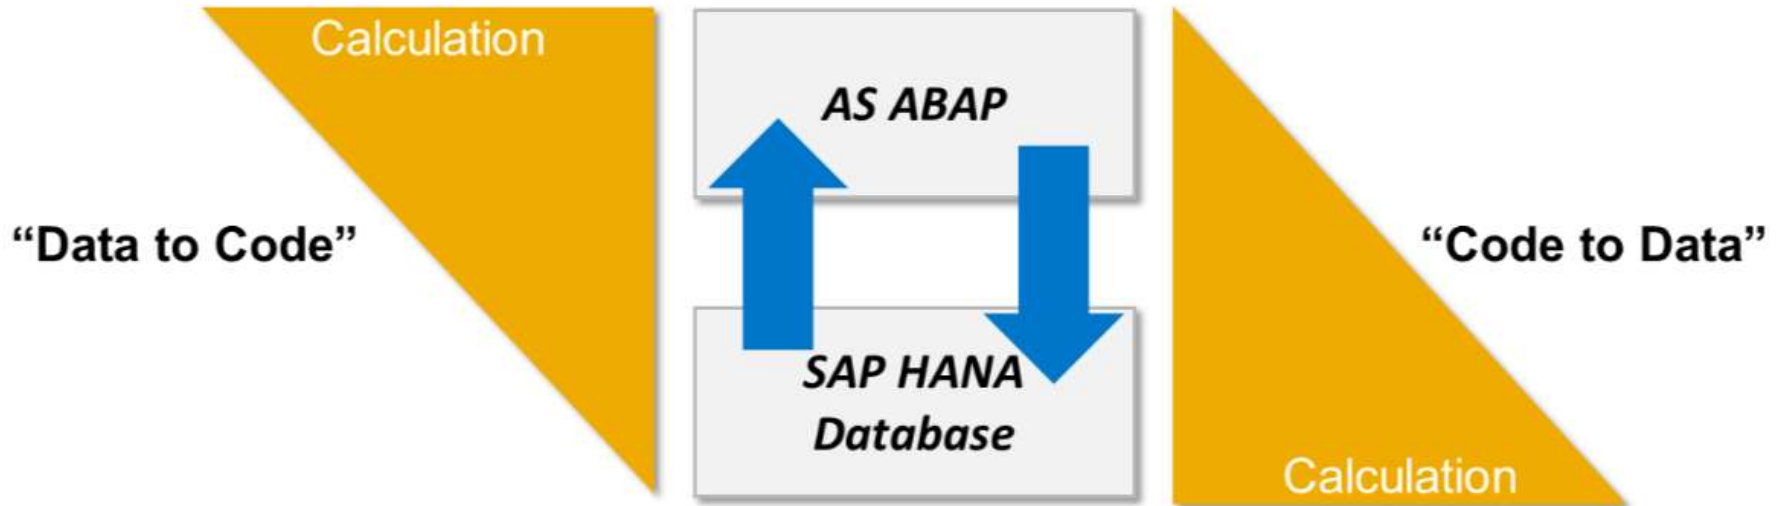 Calculation
AS ABAP
“Data to Code”
“Code to Data”
SAP HANA
Database
Calculation